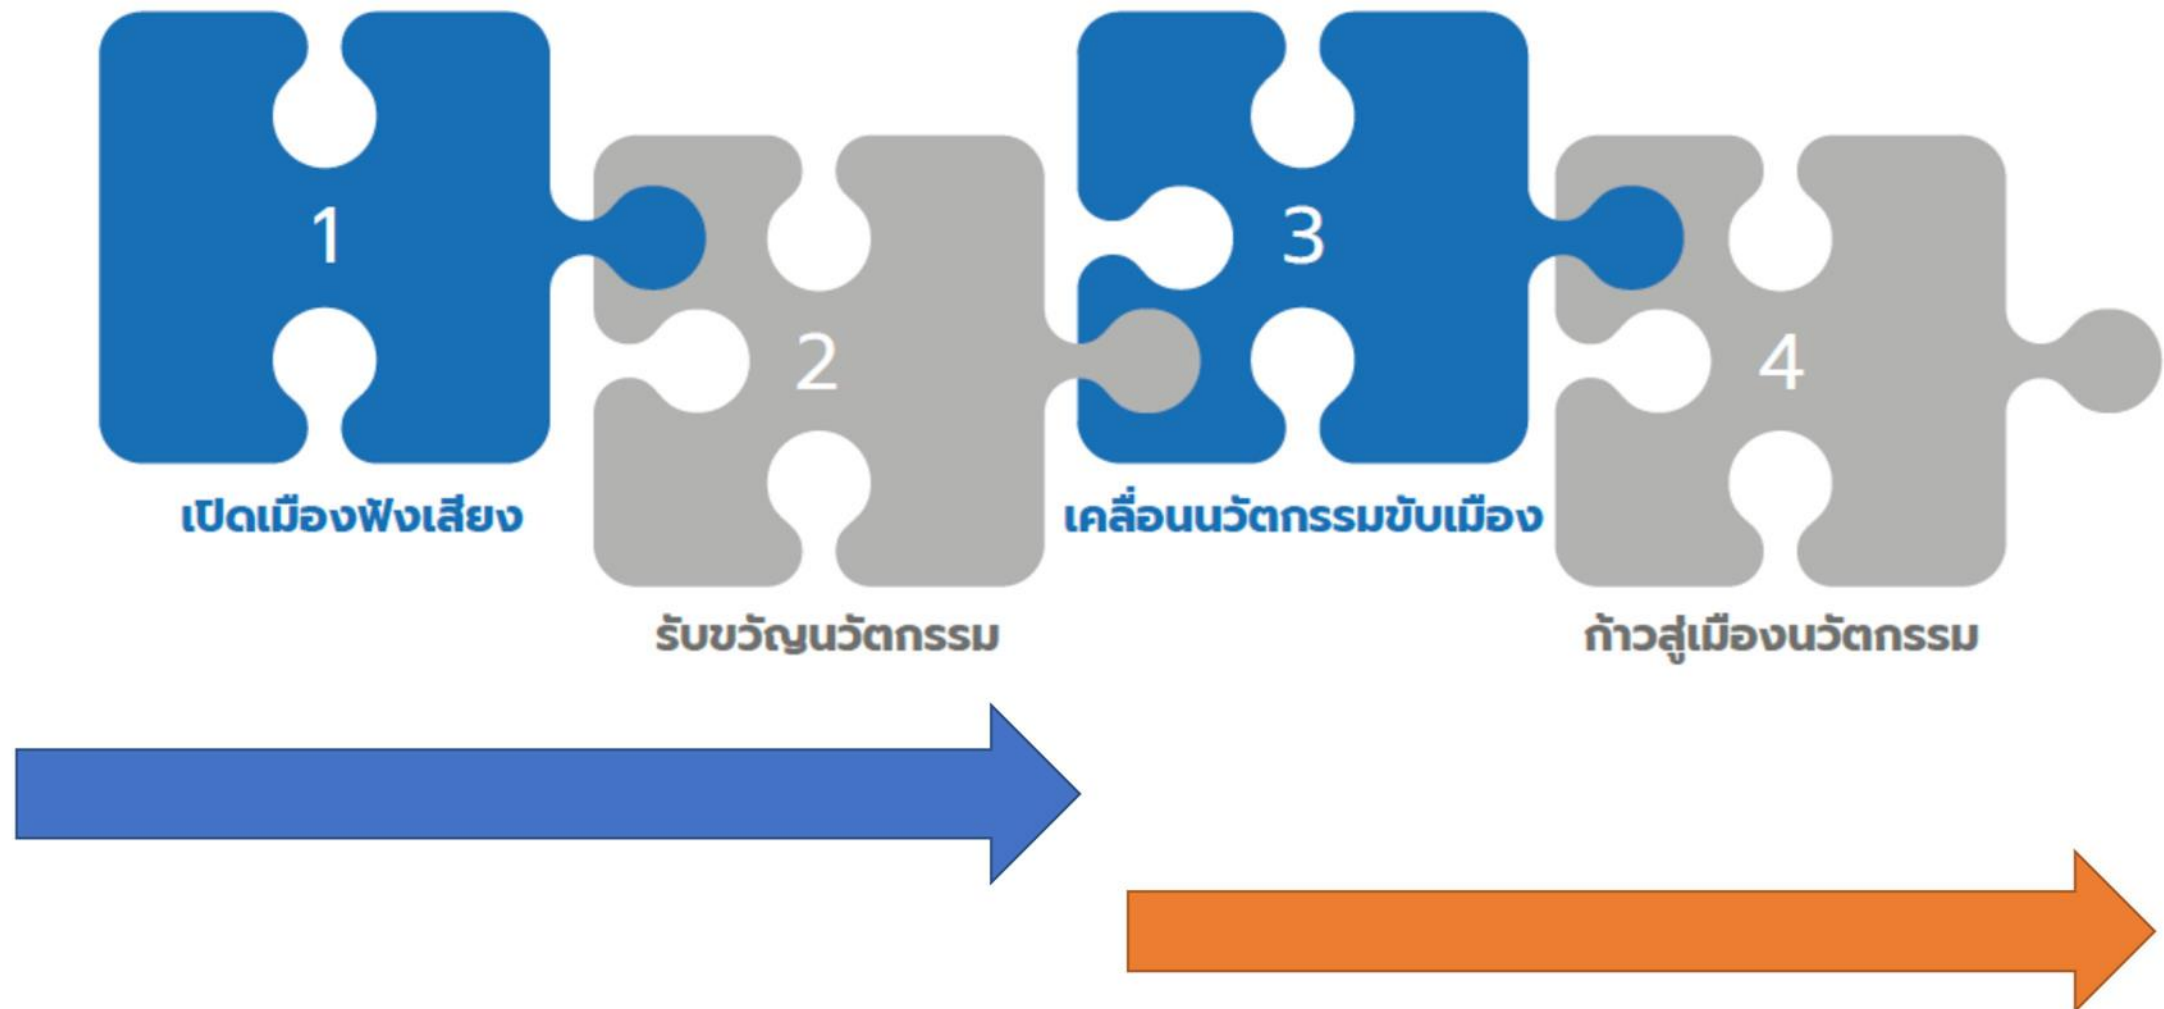 1
เปิดเมืองฟังเสียง
2
รับขวัญนวัตกรรม
3
เคลื่อนนวัตกรรมขับเมือง
4
ก้าวสู่เมืองนวัตกรรม